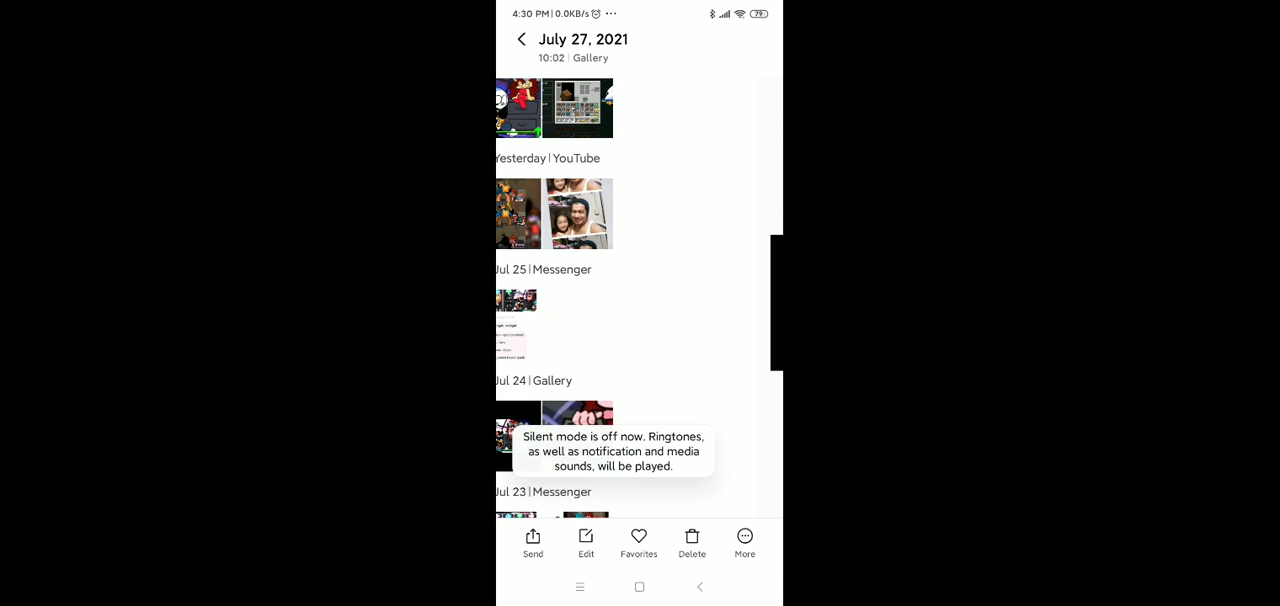 4:30 PM | 0.0KB/s ...
79
July 27, 2021
10:02 | Gallery
Yesterday | YouTube
Jul 25 | Messenger
Jul 24 | Gallery
Silent mode is off now. Ringtones,
as well as notification and media
sounds, will be played.
Jul 23 | Messenger
Send
Edit
Favorites
Delete
More